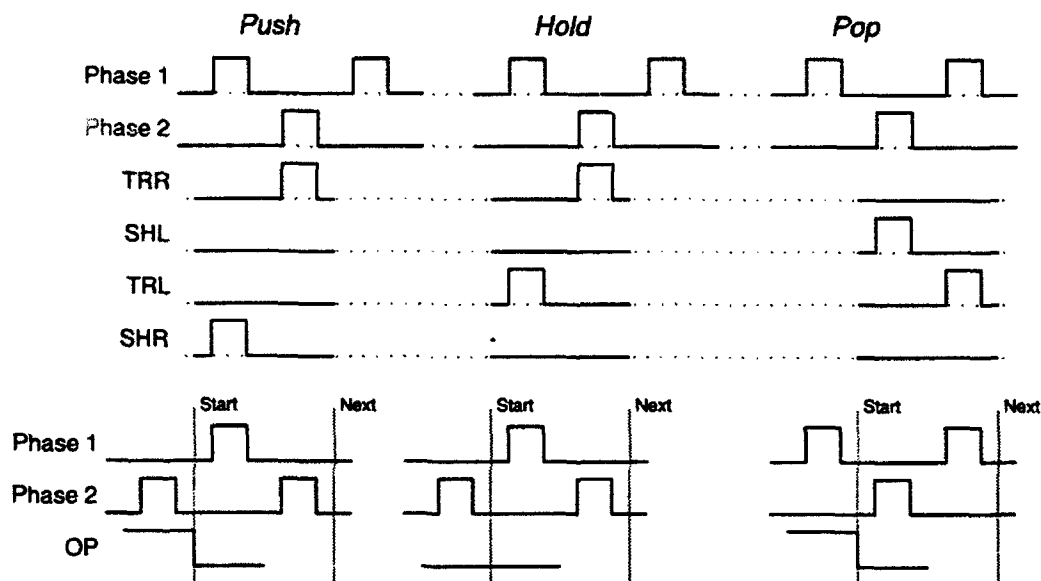 Push Hold Pop
Phase 1
Phase 2
TRR
SHL
TRL
SHR
Start Next Start Next Start Next
Phase 1
Phase 2
OP